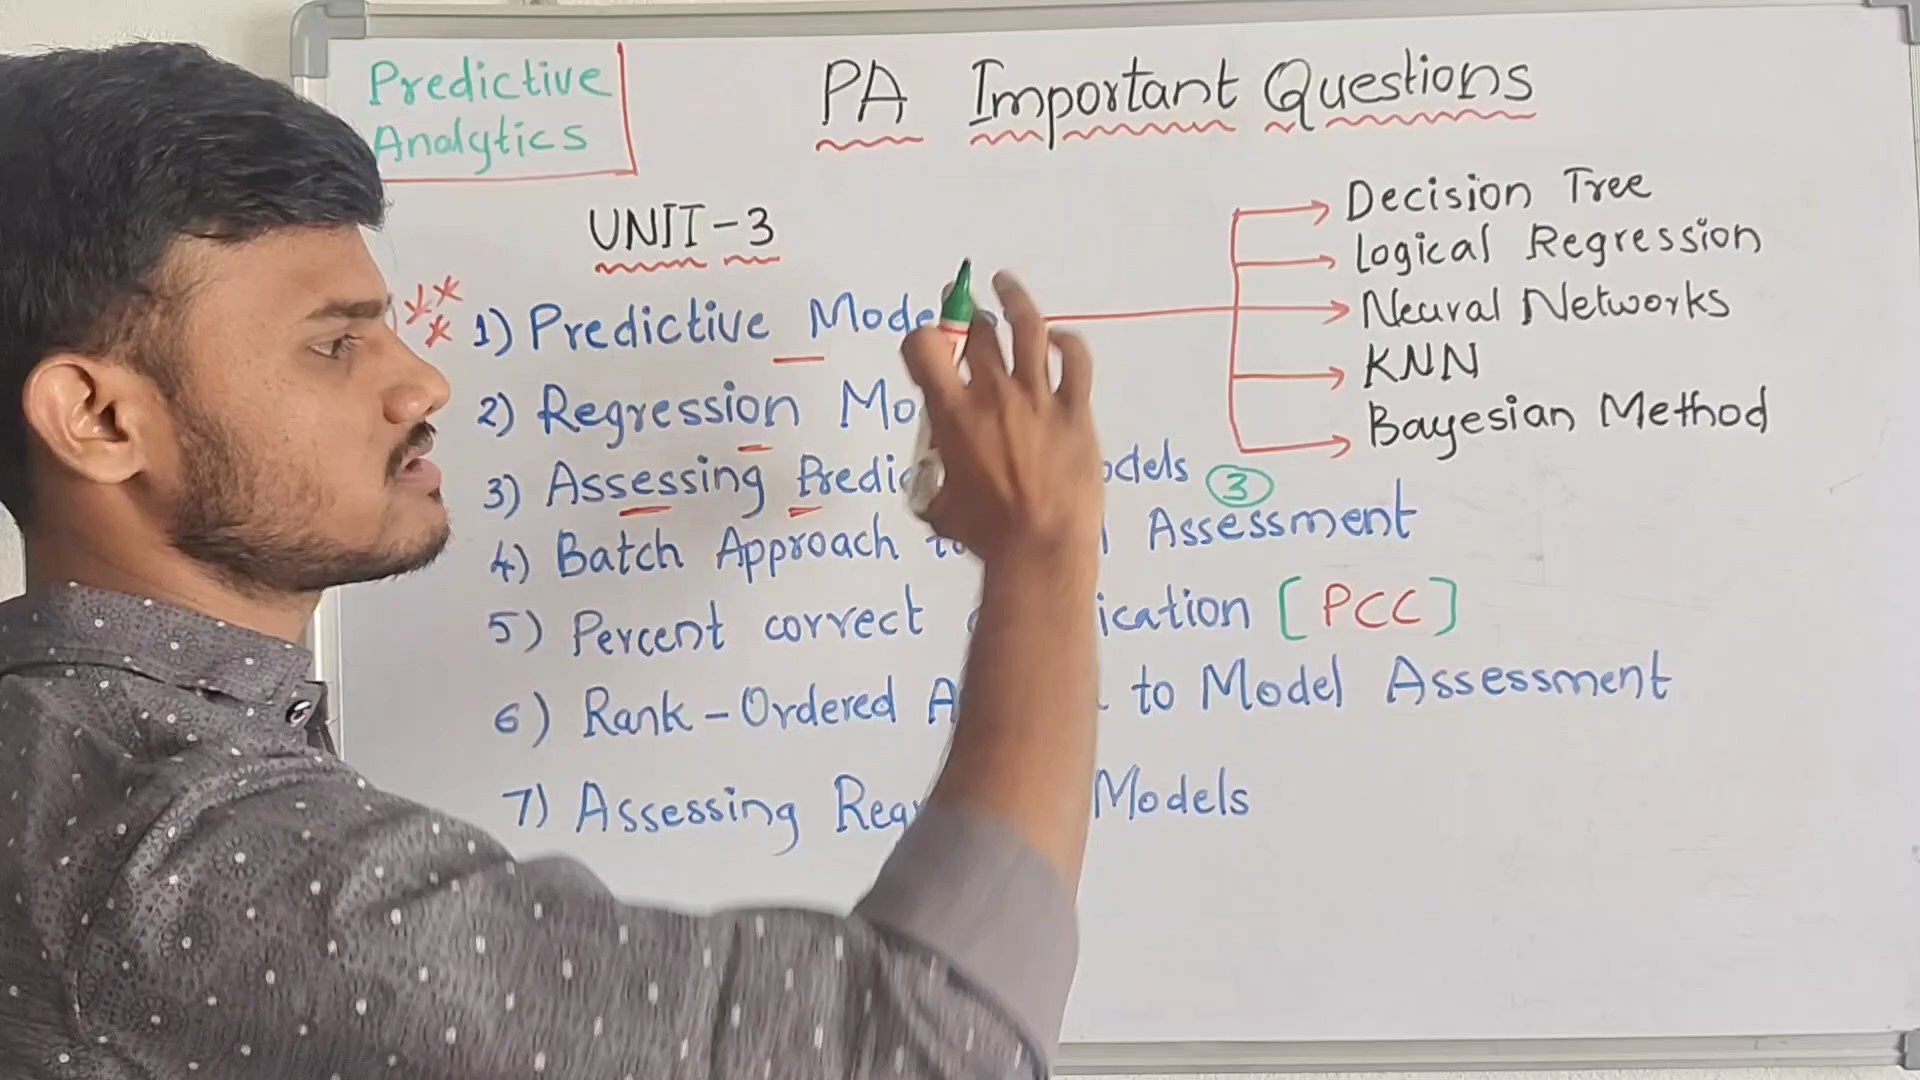 Predictive
Analytics
PA Important Questions
UNIT-3
1) Predictive
2) Regression
3) Assessing 3
4) Batch Approach Assessment
5) Percent correct [PCC]
6) Rank-Ordered to Model Assessment
7) Assessing Models
Decision Tree
Logical Regression
Neural Networks
KNN
Bayesian Method